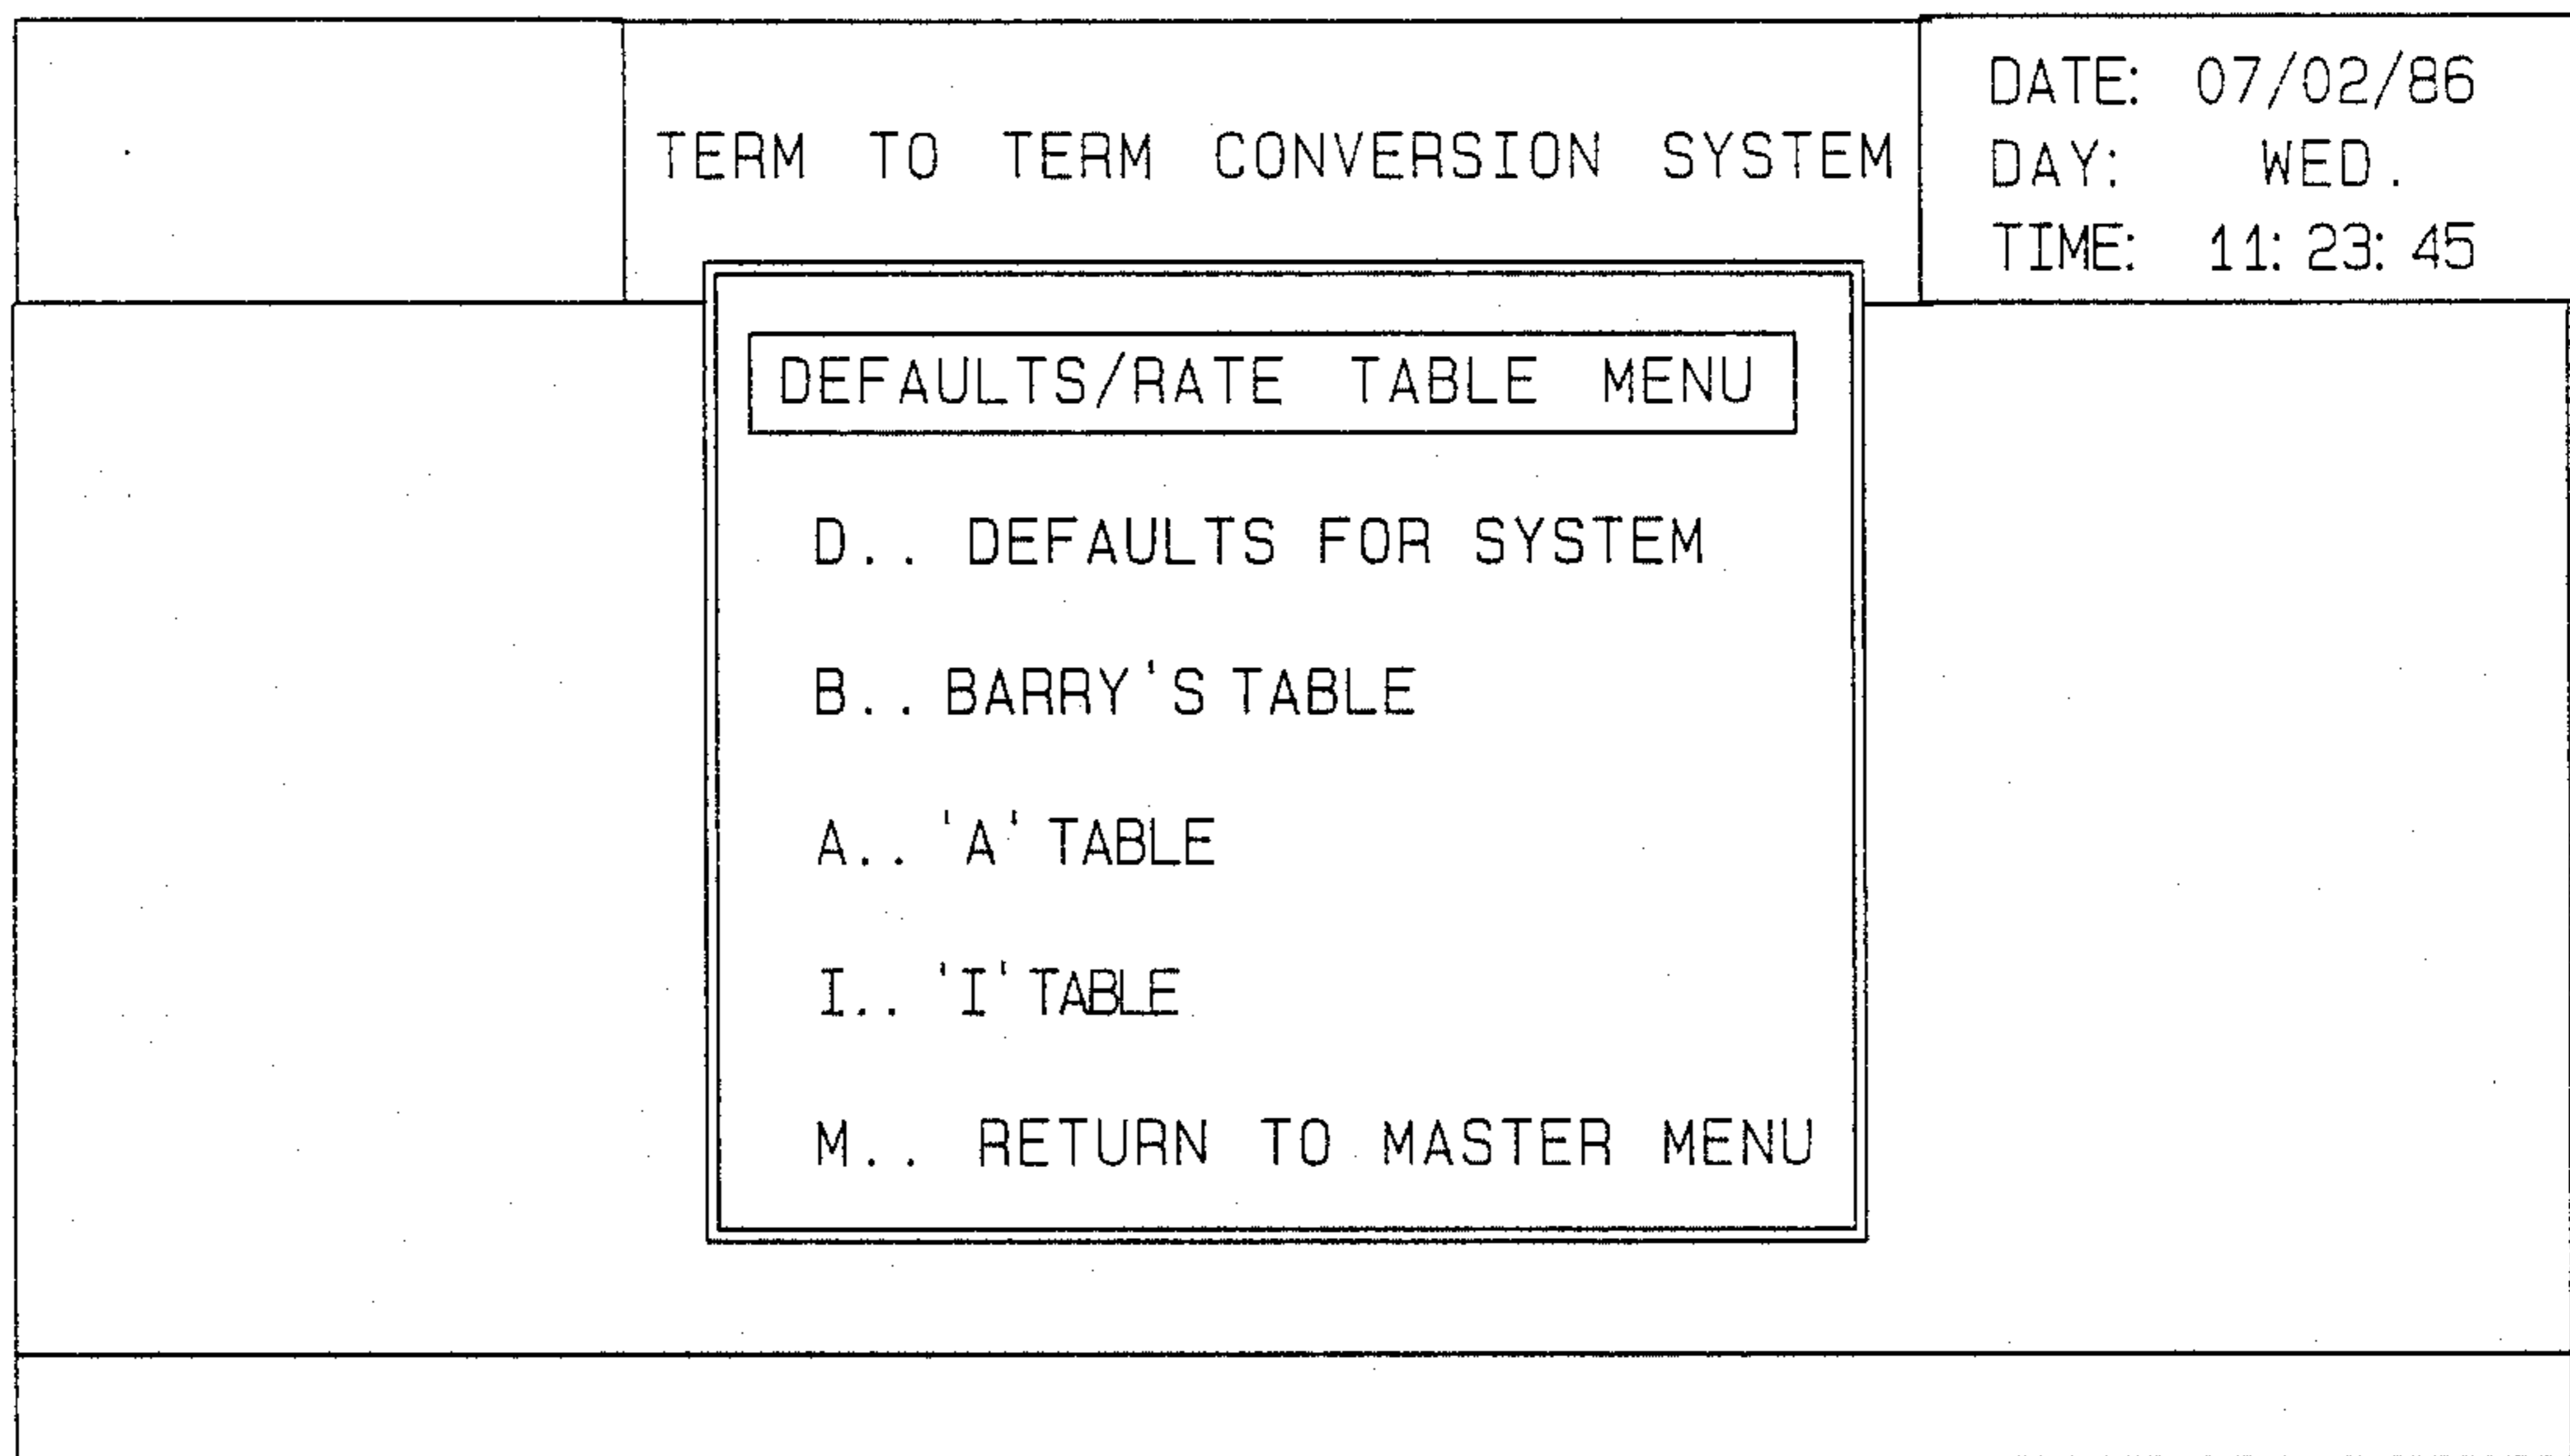 TERM TO TERM CONVERSION SYSTEM
DATE: 07/02/86
DAY: WED.
TIME: 11:23:45
DEFAULTS/RATE TABLE MENU
D.. DEFAULTS FOR SYSTEM
B.. BARRY'S TABLE
A.. 'A' TABLE
I.. 'I' TABLE
M.. RETURN TO MASTER MENU